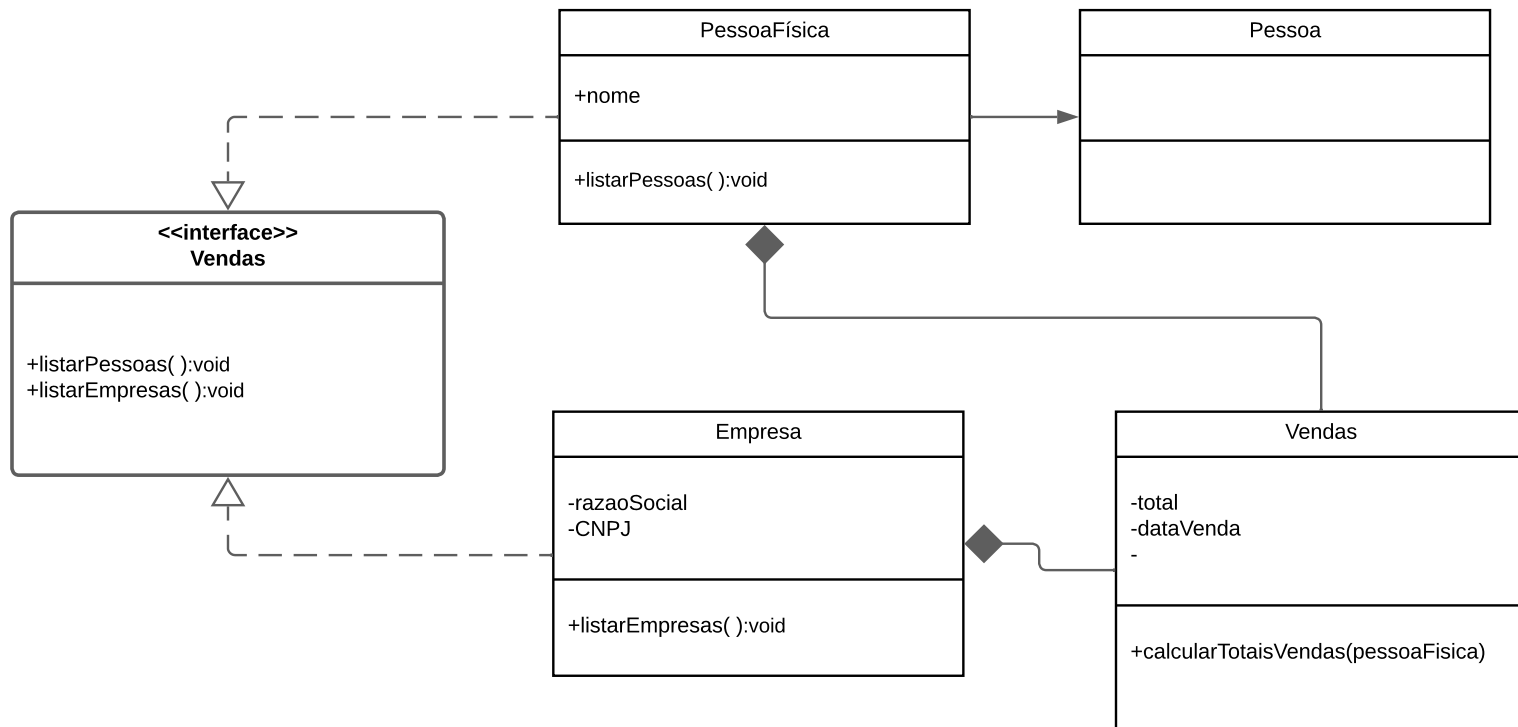 PessoaFísica
+nome
+listarPessoas( ):void
Pessoa
<<interface>>
Vendas
+listarPessoas( ):void
+listarEmpresas( ):void
Empresa
-razaoSocial
-CNPJ
+listarEmpresas( ):void
Vendas
-total
-dataVenda
-
+calcularTotaisVendas(pessoaFisica)